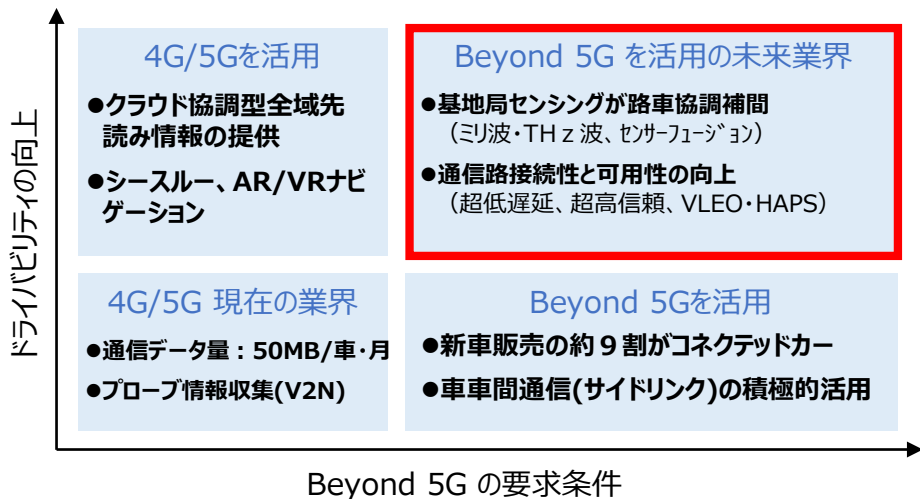 ドライバビリティの向上
4G/5Gを活用
●クラウド協調型全域先
読み情報の提供
●シースルー、AR/VRナビ
ゲーション
Beyond 5G を活用の未来業界
●基地局センシングが路車協調補間
（ミリ波・THｚ波、ｾﾝｻｰﾌｭｰｼﾞｮﾝ）
●通信路接続性と可用性の向上
（超低遅延、超高信頼、VLEO・HAPS）
4G/5G 現在の業界
●通信データ量：50MB/車・月
●プローブ情報収集(V2N)
Beyond 5Gを活用
●新車販売の約９割がコネクテッドカー
●車車間通信(サイドリンク)の積極的活用
Beyond 5G の要求条件